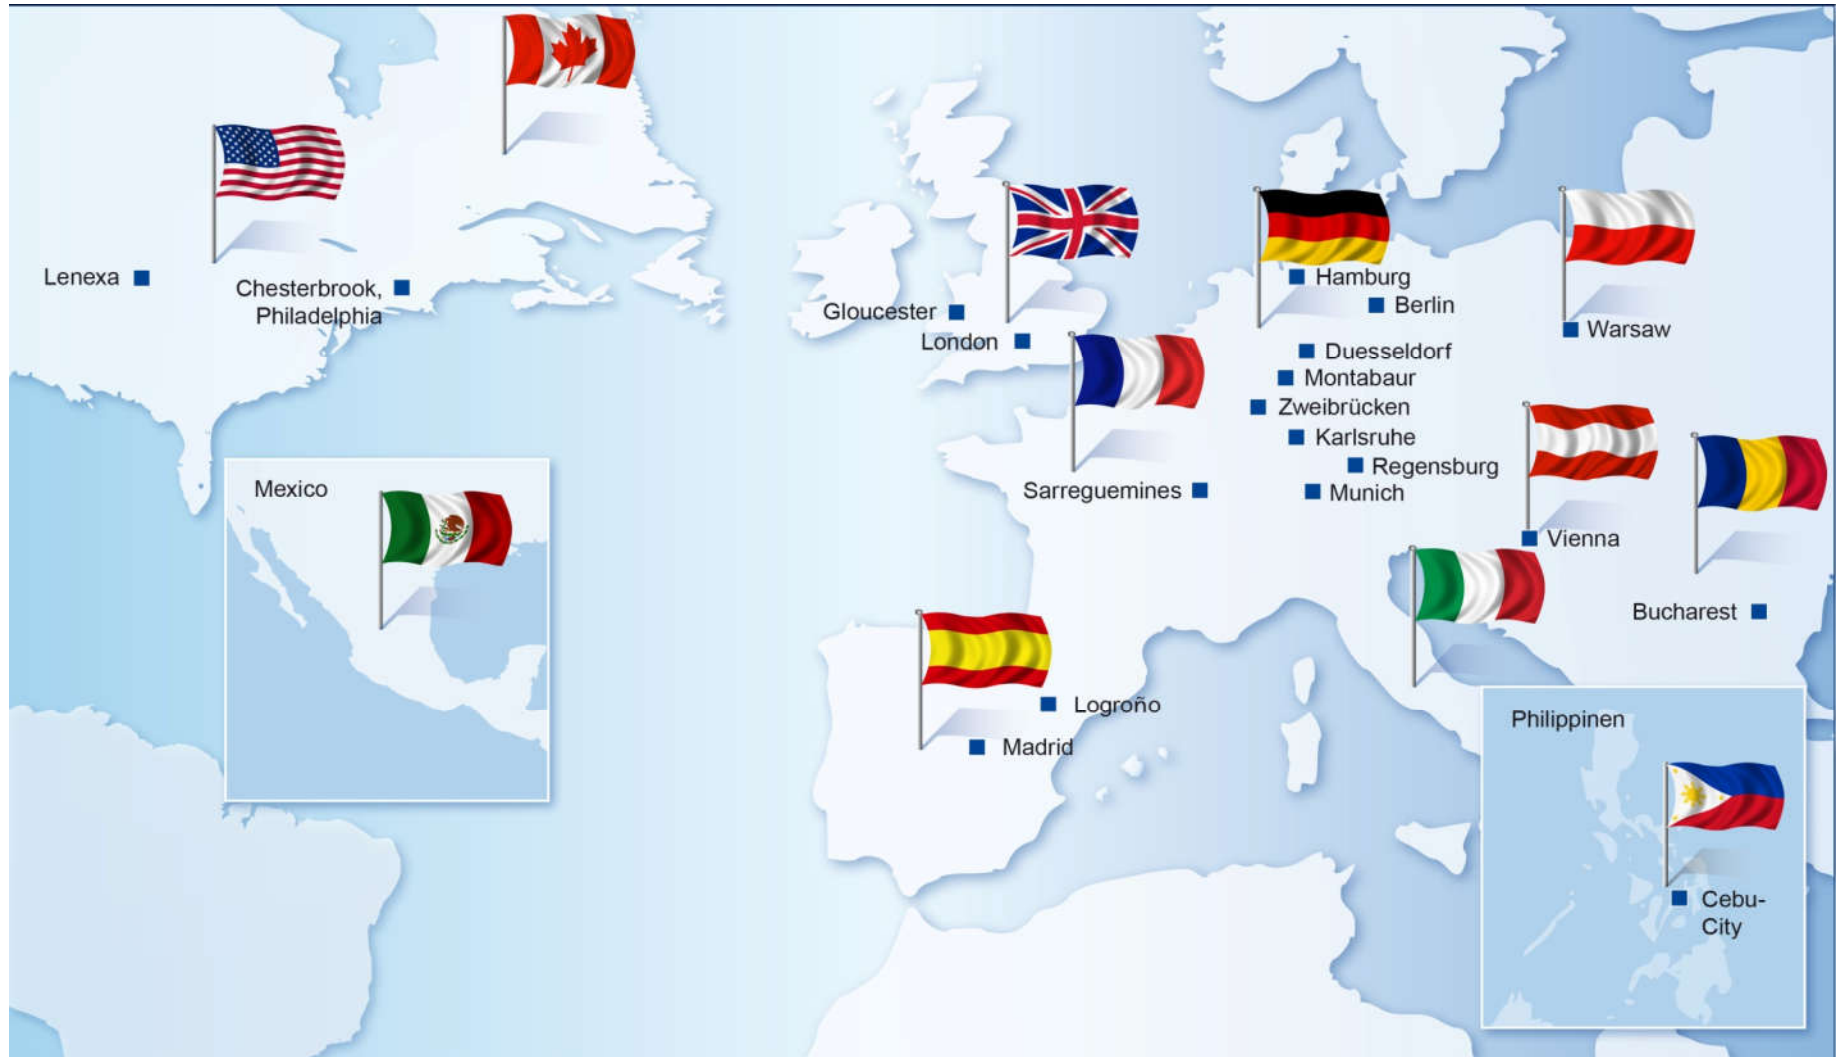 Lenexa
Chesterbrook,
Philadelphia
Mexico
Gloucester
London
Sarreguemines
Logroño
Madrid
Hamburg
Berlin
Duesseldorf
Montabaur
Zweibrücken
Karlsruhe
Regensburg
Munich
Warsaw
Vienna
Bucharest
Philippinen
Cebu-
City